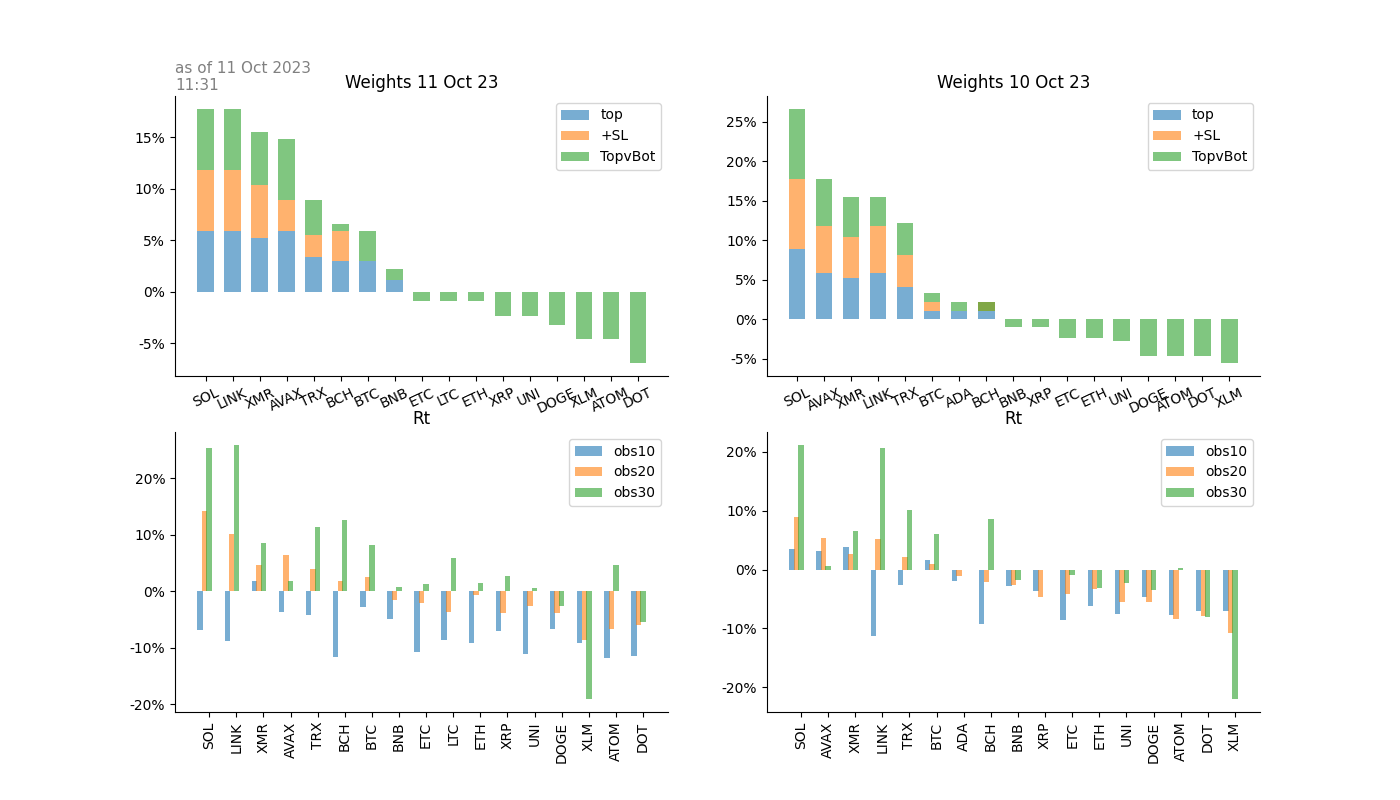 as of 11 Oct 2023
11:31
Weights 11 Oct 23
top
+SL
TopvBot
15%
10%
5%
0%
-5%
SOL LINK XMR AVAX TRX BCH BTC BNB ETC LTC ETH XRP UNI DOGE XLM ATOM DOT
Weights 10 Oct 23
top
+SL
TopvBot
25%
20%
15%
10%
5%
0%
-5%
SOL AVAX XMR LINK TRX BTC ADA BCH BNB XRP ETC ETH UNI DOGE ATOM DOT XLM
Rt
obs10
obs20
obs30
20%
10%
0%
-10%
-20%
SOL LINK XMR AVAX TRX BCH BTC BNB ETC LTC ETH XRP UNI DOGE XLM ATOM DOT
Rt
obs10
obs20
obs30
20%
10%
0%
-10%
-20%
SOL AVAX XMR LINK TRX BTC ADA BCH BNB XRP ETC ETH UNI DOGE ATOM DOT XLM